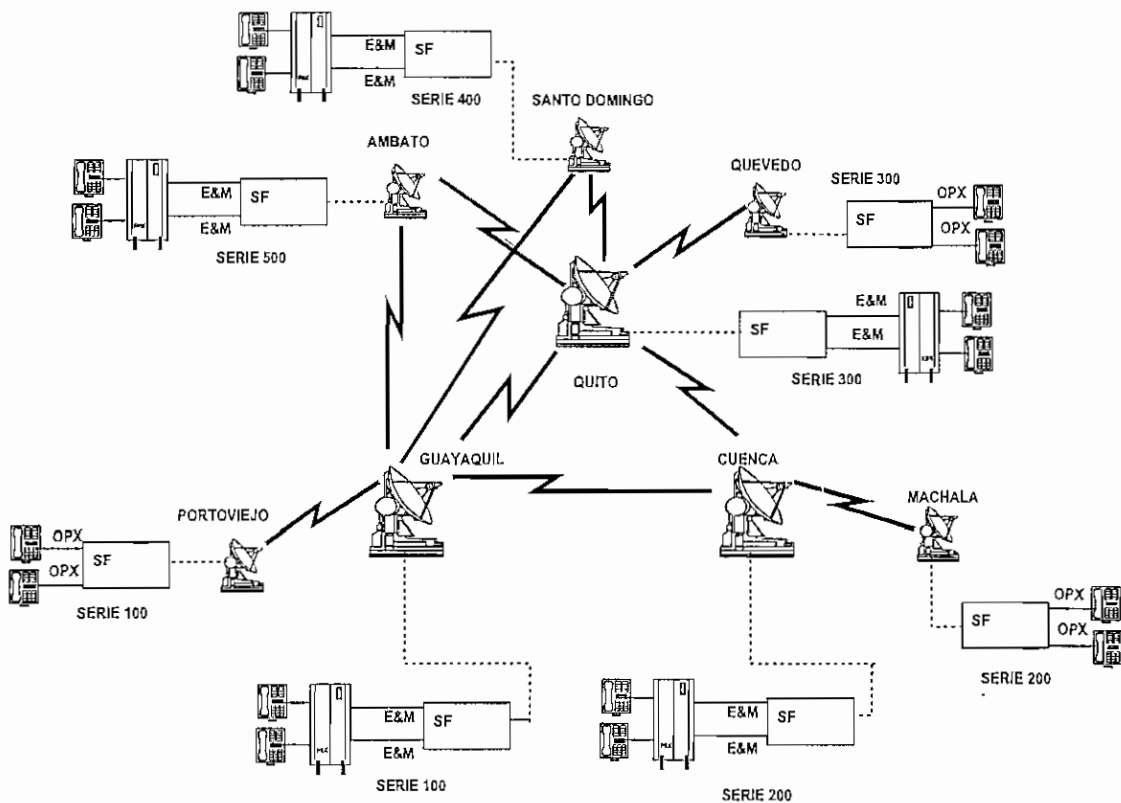 E&M
SF
E&M
SERIE 400
SANTO DOMINGO
AMBATO
QUEVEDO
SERIE 300
E&M
SF
E&M
SERIE 500
SF
OPX
OPX
E&M
SF
E&M
SERIE 300
QUITO
GUAYAQUIL
CUENCA
MACHALA
PORTOVIEJO
OPX
SF
OPX
SERIE 100
SF
OPX
OPX
SERIE 200
E&M
SF
E&M
SERIE 100
E&M
SF
E&M
SERIE 200